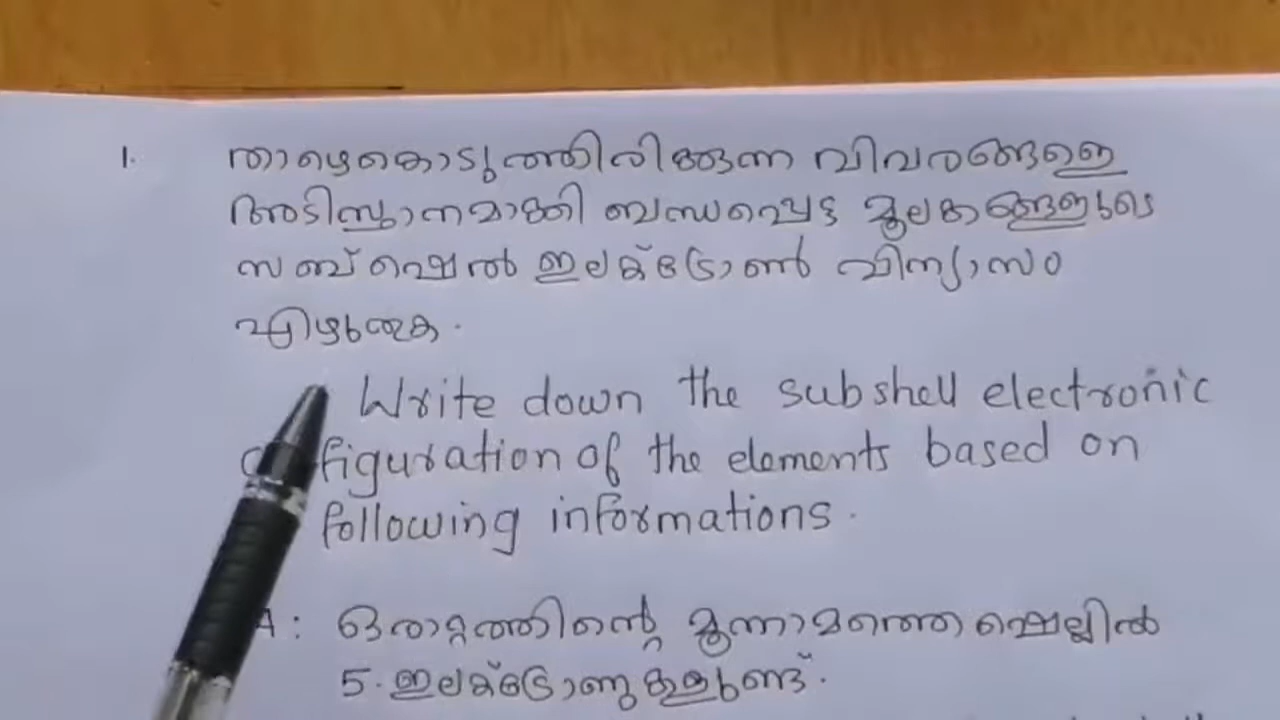 1. താഴെകൊടുത്തിരിക്കുന്ന വിവരങ്ങളെ
അടിസ്ഥാനമാക്കി ബന്ധപ്പെട്ട മൂലകങ്ങളുടെ
സബ്ഷെൽ ഇലക്ട്രോൺ വിന്യാസം
എഴുതുക.
Write down the subshell electronic
figuration of the elements based on
following informations.
A: ഒരാറ്റത്തിന്റെ മൂന്നാമത്തെ ഷെല്ലിൽ
5 ഇലക്ട്രോണുകളുണ്ട്.